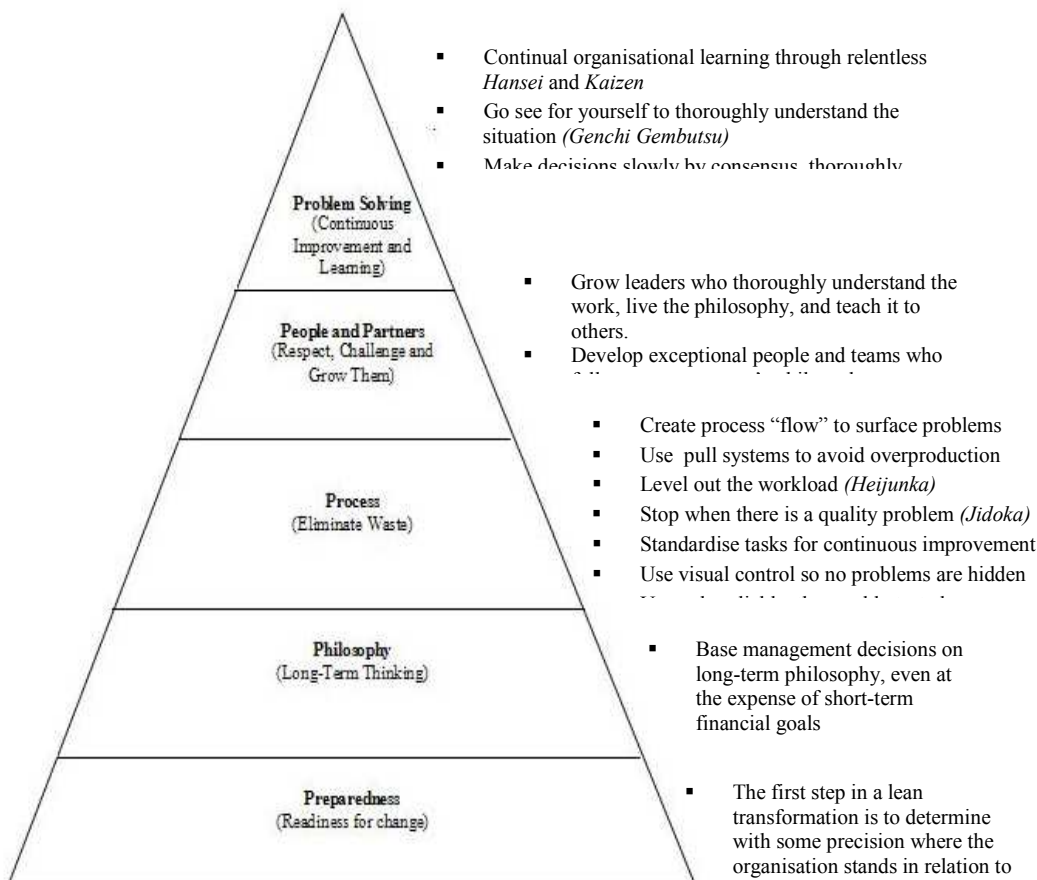 ▪ Continual organisational learning through relentless
Hansei and Kaizen
▪ Go see for yourself to thoroughly understand the
situation (Genchi Gembutsu)
▪ Make decisions slowly by consensus, thoroughly
Problem Solving
(Continuous
Improvement and
Learning)
▪ Grow leaders who thoroughly understand the
work, live the philosophy, and teach it to
others.
▪ Develop exceptional people and teams who
People and Partners
(Respect, Challenge and
Grow Them)
▪ Create process “flow” to surface problems
▪ Use pull systems to avoid overproduction
▪ Level out the workload (Heijunka)
▪ Stop when there is a quality problem (Jidoka)
▪ Standardise tasks for continuous improvement
▪ Use visual control so no problems are hidden
Process
(Eliminate Waste)
Philosophy
(Long-Term Thinking)
▪ Base management decisions on
long-term philosophy, even at
the expense of short-term
financial goals
Preparedness
(Readiness for change)
▪ The first step in a lean
transformation is to determine
with some precision where the
organisation stands in relation to